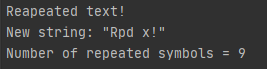 Reapeated text!
New string: "Rpd x!"
Number of repeated symbols = 9